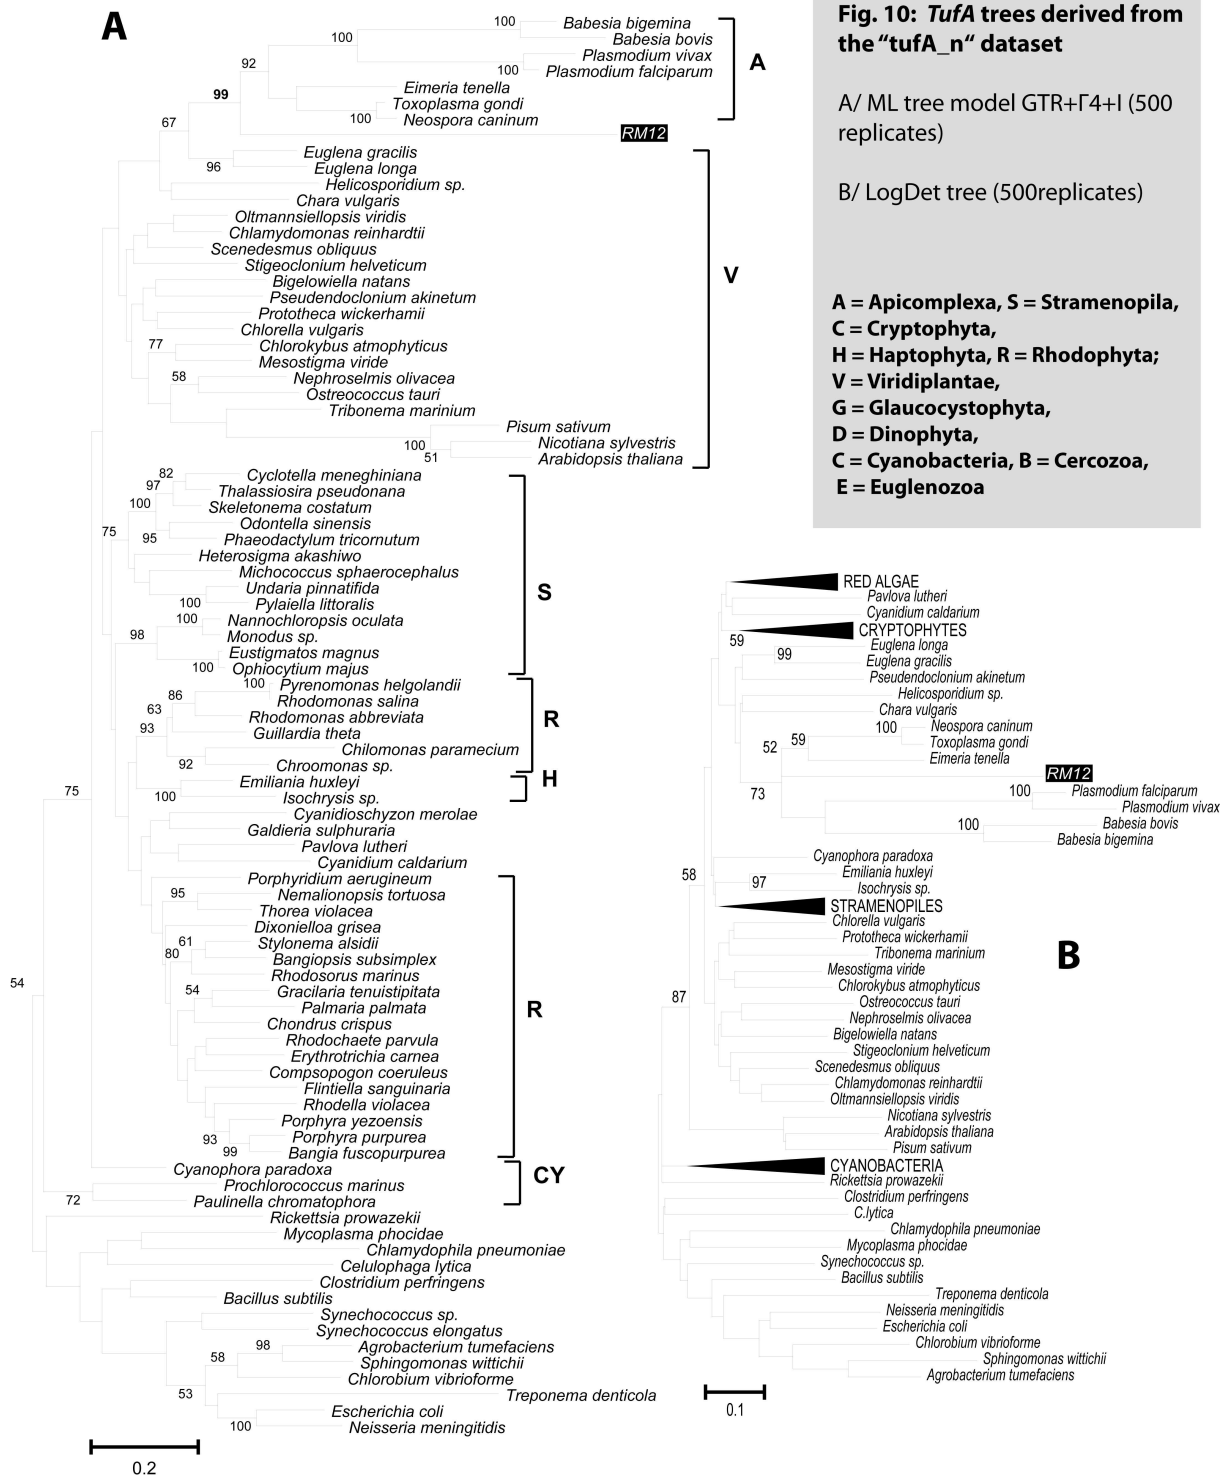 A
Fig. 10: TufA trees derived from
the “tufA_n“ dataset
A/ ML tree model GTR+Γ4+I (500
replicates)
B/ LogDet tree (500replicates)
A = Apicomplexa, S = Stramenopila,
C = Cryptophyta,
H = Haptophyta, R = Rhodophyta;
V = Viridiplantae,
G = Glaucocystophyta,
D = Dinophyta,
C = Cyanobacteria, B = Cercozoa,
E = Euglenozoa
100 Babesia bigemina
100 Babesia bovis
Plasmodium vivax
100 Plasmodium falciparum
A
92
Eimeria tenella
99
Toxoplasma gondi
100 Neospora caninum
RM12
67
Euglena gracilis
96 Euglena longa
Helicosporidium sp.
Chara vulgaris
Oltmannsiellopsis viridis
Chlamydomonas reinhardtii
Scenedesmus obliquus
Stigeoclonium helveticum
V
Bigelowiella natans
Pseudendoclonium akinetum
Prototheca wickerhamii
Chlorella vulgaris
77 Chlorokybus atmophyticus
Mesostigma viride
58 Nephroselmis olivacea
Ostreococcus tauri
Tribonema marinium
Pisum sativum
100 Nicotiana sylvestris
51 Arabidopsis thaliana
82 Cyclotella meneghiniana
97 Thalassiosira pseudonana
100 Skeletonema costatum
Odontella sinensis
75 95 Phaeodactylum tricornutum
Heterosigma akashiwo
Michococcus sphaerocephalus
Undaria pinnatifida
S
100 Pylaiella littoralis
100 Nannochloropsis oculata
98 Monodus sp.
Eustigmatos magnus
100 Ophiocytium majus
100 Pyrenomonas helgolandii
86 Rhodomonas salina
63 Rhodomonas abbreviata
R
93 Guillardia theta
Chilomonas paramecium
92 Chroomonas sp.
Emiliania huxleyi
H
75 100 Isochrysis sp.
Cyanidioschyzon merolae
Galdieria sulphuraria
Pavlova lutheri
Cyanidium caldarium
Porphyridium aerugineum
95 Nemalionopsis tortuosa
Thorea violacea
Dixonielloa grisea
61 Stylonema alsidii
80 Bangiopsis subsimplex
Rhodosorus marinus
54 54 Gracilaria tenuistipitata
Palmaria palmata
R
Chondrus crispus
Rhodochaete parvula
Erythrotrichia carnea
Compsopogon coeruleus
Flintiella sanguinaria
Rhodella violacea
Porphyra yezoensis
93 Porphyra purpurea
99 Bangia fuscopurpurea
Cyanophora paradoxa
CY
Prochlorococcus marinus
72 Paulinella chromatophora
Rickettsia prowazekii
Mycoplasma phocidae
Chlamydophila pneumoniae
Celulophaga lytica
Clostridium perfringens
Bacillus subtilis
Synechococcus sp.
Synechococcus elongatus
98 Agrobacterium tumefaciens
58 Sphingomonas wittichii
Chlorobium vibrioforme
53 Treponema denticola
Escherichia coli
100 Neisseria meningitidis
0.2
RED ALGAE
Pavlova lutheri
Cyanidium caldarium
CRYPTOPHYTES
59 Euglena longa
99 Euglena gracilis
Pseudendoclonium akinetum
Helicosporidium sp.
Chara vulgaris
100 Neospora caninum
52 59 Toxoplasma gondi
Eimeria tenella
RM12
73 100 Plasmodium falciparum
Plasmodium vivax
100 Babesia bovis
Babesia bigemina
Cyanophora paradoxa
58 Emiliania huxleyi
97 Isochrysis sp.
STRAMENOPILES
Chlorella vulgaris
Prototheca wickerhamii
Tribonema marinium
B
Mesostigma viride
Chlorokybus atmophyticus
87 Ostreococcus tauri
Nephroselmis olivacea
Bigelowiella natans
Stigeoclonium helveticum
Scenedesmus obliquus
Chlamydomonas reinhardtii
Oltmannsiellopsis viridis
Nicotiana sylvestris
Arabidopsis thaliana
Pisum sativum
CYANOBACTERIA
Rickettsia prowazekii
Clostridium perfringens
C.lytica
Chlamydophila pneumoniae
Mycoplasma phocidae
Synechococcus sp.
Bacillus subtilis
Treponema denticola
Neisseria meningitidis
Escherichia coli
Chlorobium vibrioforme
Sphingomonas wittichii
Agrobacterium tumefaciens
0.1